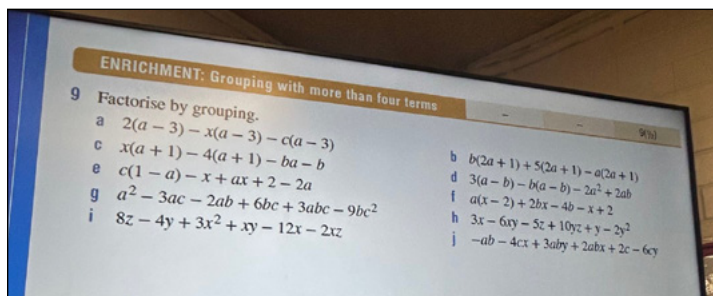 ENRICHMENT: Grouping with more than four terms
–
–
9(½)
9 Factorise by grouping.
a 2(a − 3) − x(a − 3) − c(a − 3)
b b(2a + 1) + 5(2a + 1) − a(2a + 1)
c x(a + 1) − 4(a + 1) − ba − b
d 3(a − b) − b(a − b) − 2a² + 2ab
e c(1 − a) − x + ax + 2 − 2a
f a(x − 2) + 2bx − 4b − x + 2
g a² − 3ac − 2ab + 6bc + 3abc − 9bc²
h 3x − 6xy − 5z + 10yz + y − 2y²
i 8z − 4y + 3x² + xy − 12x − 2xz
j −ab − 4cx + 3aby + 2abx + 2c − 6cy